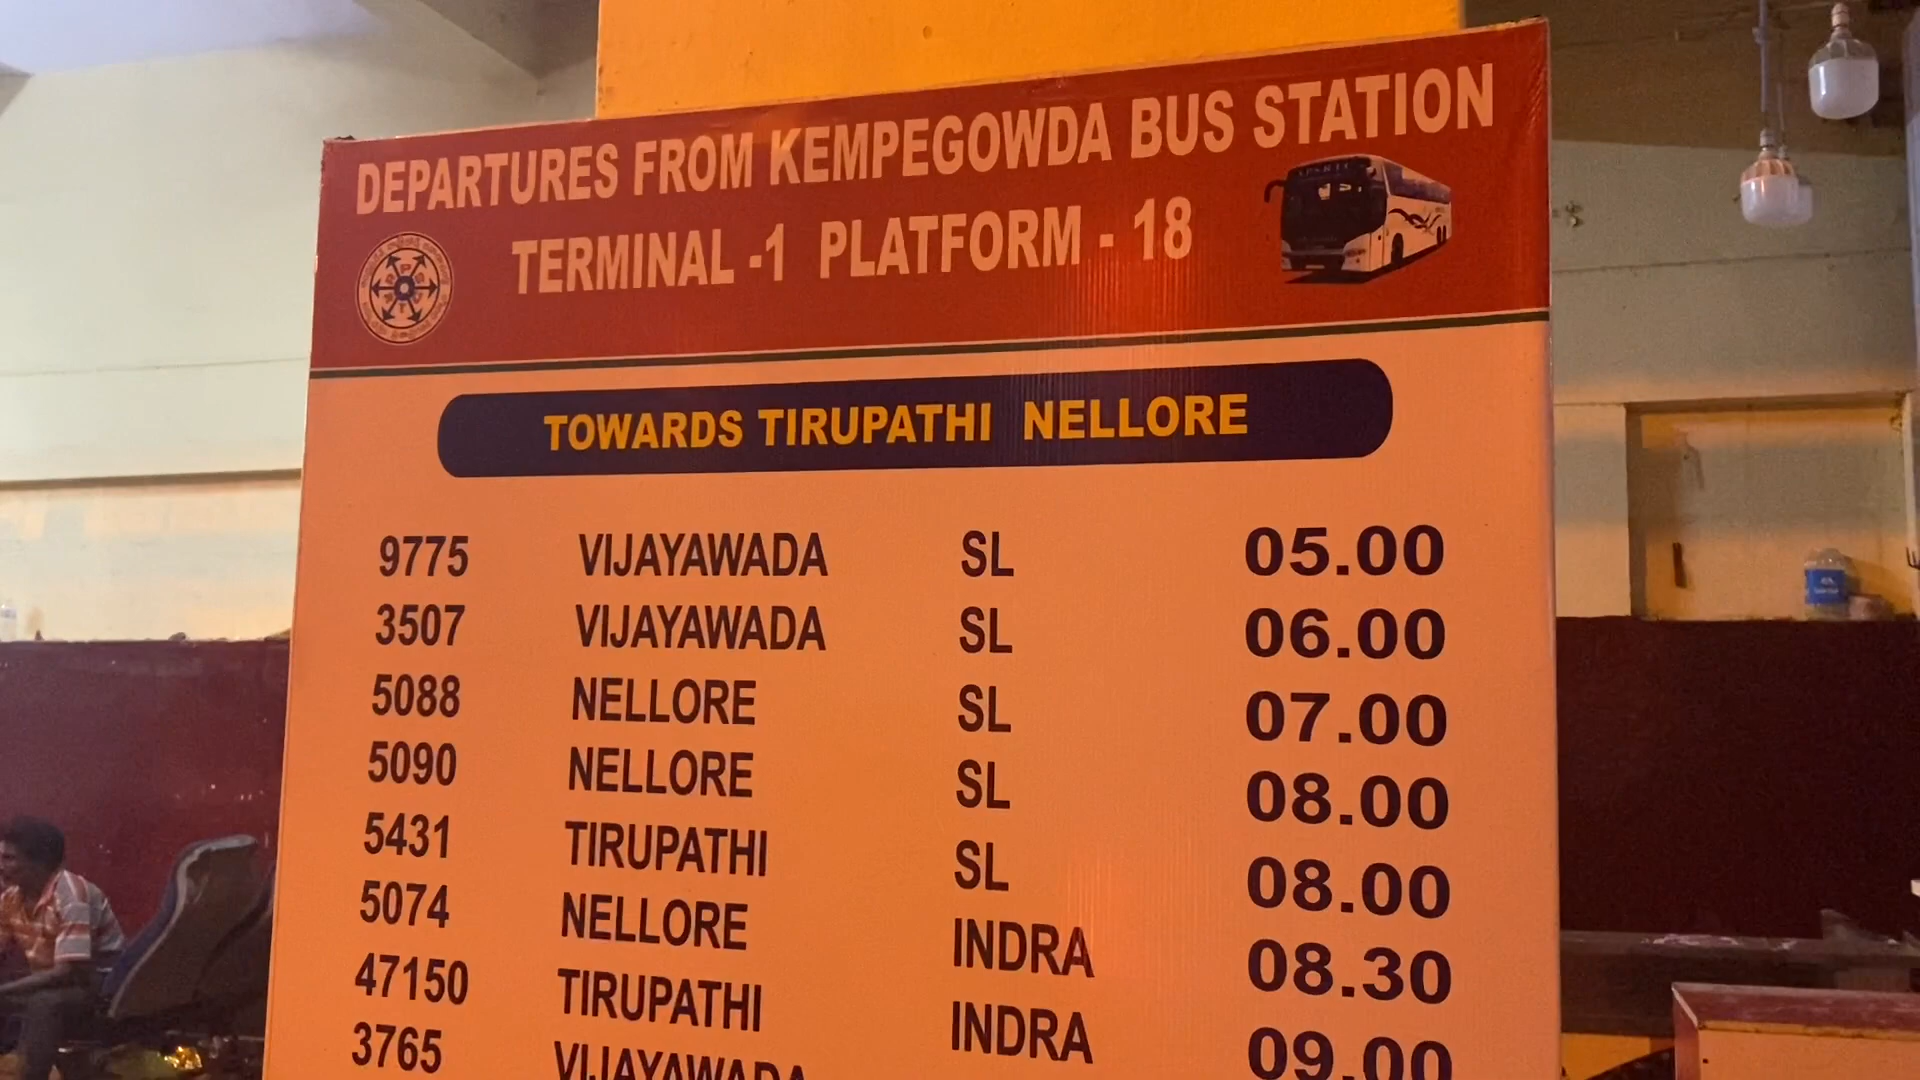 DEPARTURES FROM KEMPEGOWDA BUS STATION
TERMINAL -1 PLATFORM - 18
TOWARDS TIRUPATHI NELLORE
9775 VIJAYAWADA SL 05.00
3507 VIJAYAWADA SL 06.00
5088 NELLORE SL 07.00
5090 NELLORE SL 08.00
5431 TIRUPATHI SL 08.00
5074 NELLORE INDRA 08.30
47150 TIRUPATHI INDRA 09.00
3765 VIJAYAWADA